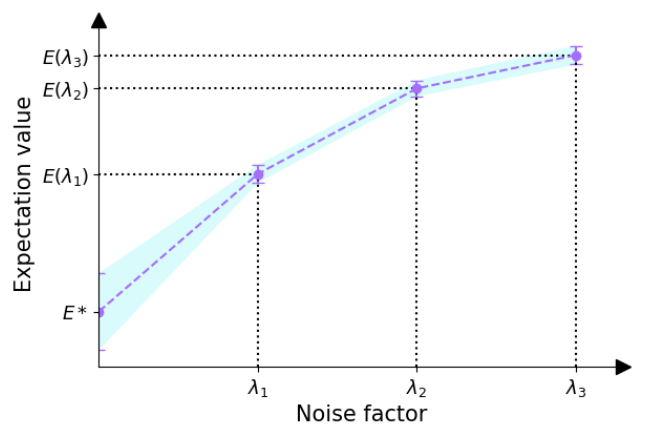 E(λ₃)
E(λ₂)
E(λ₁)
E*
Expectation value
λ₁ λ₂ λ₃
Noise factor